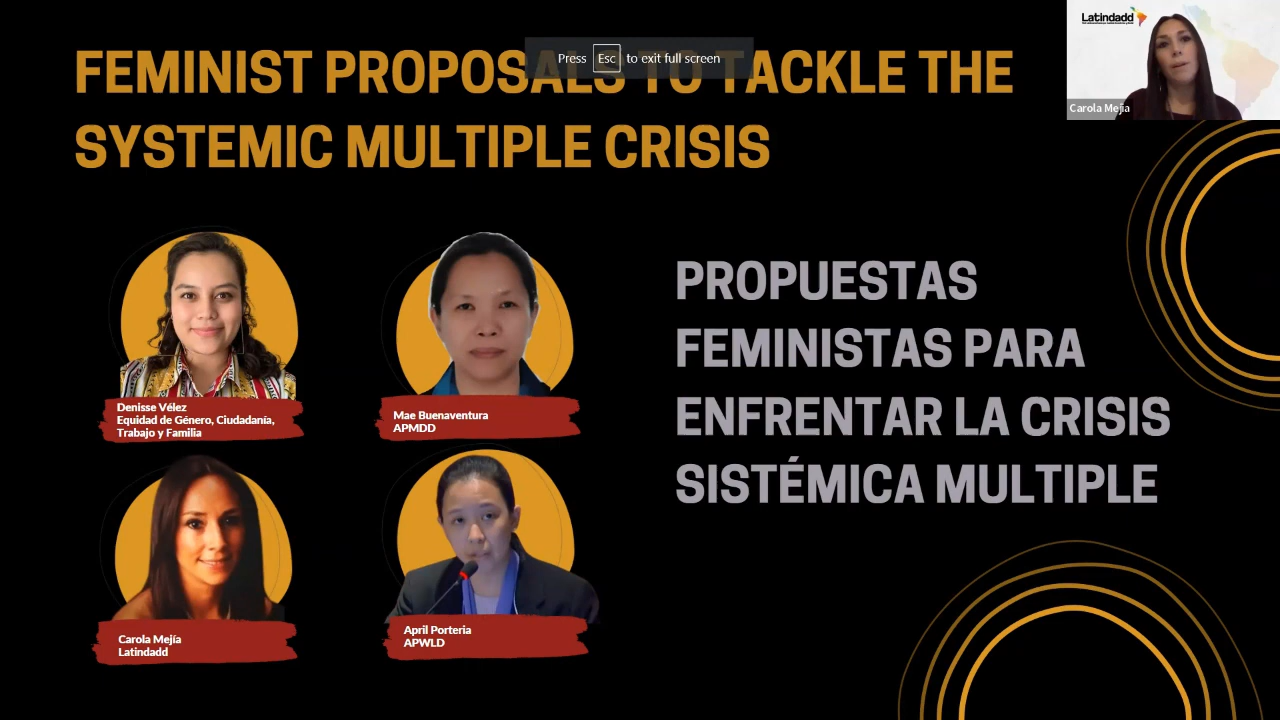 FEMINIST PROPOSALS TO TACKLE THE
SYSTEMIC MULTIPLE CRISIS
Press Esc to exit full screen
Latindadd
Carola Mejía
PROPUESTAS
FEMINISTAS PARA
ENFRENTAR LA CRISIS
SISTÉMICA MULTIPLE
Denisse Vélez
Equidad de Género, Ciudadanía,
Trabajo y Familia
Mae Buenaventura
APMDD
Carola Mejía
Latindadd
April Porteria
APWLD